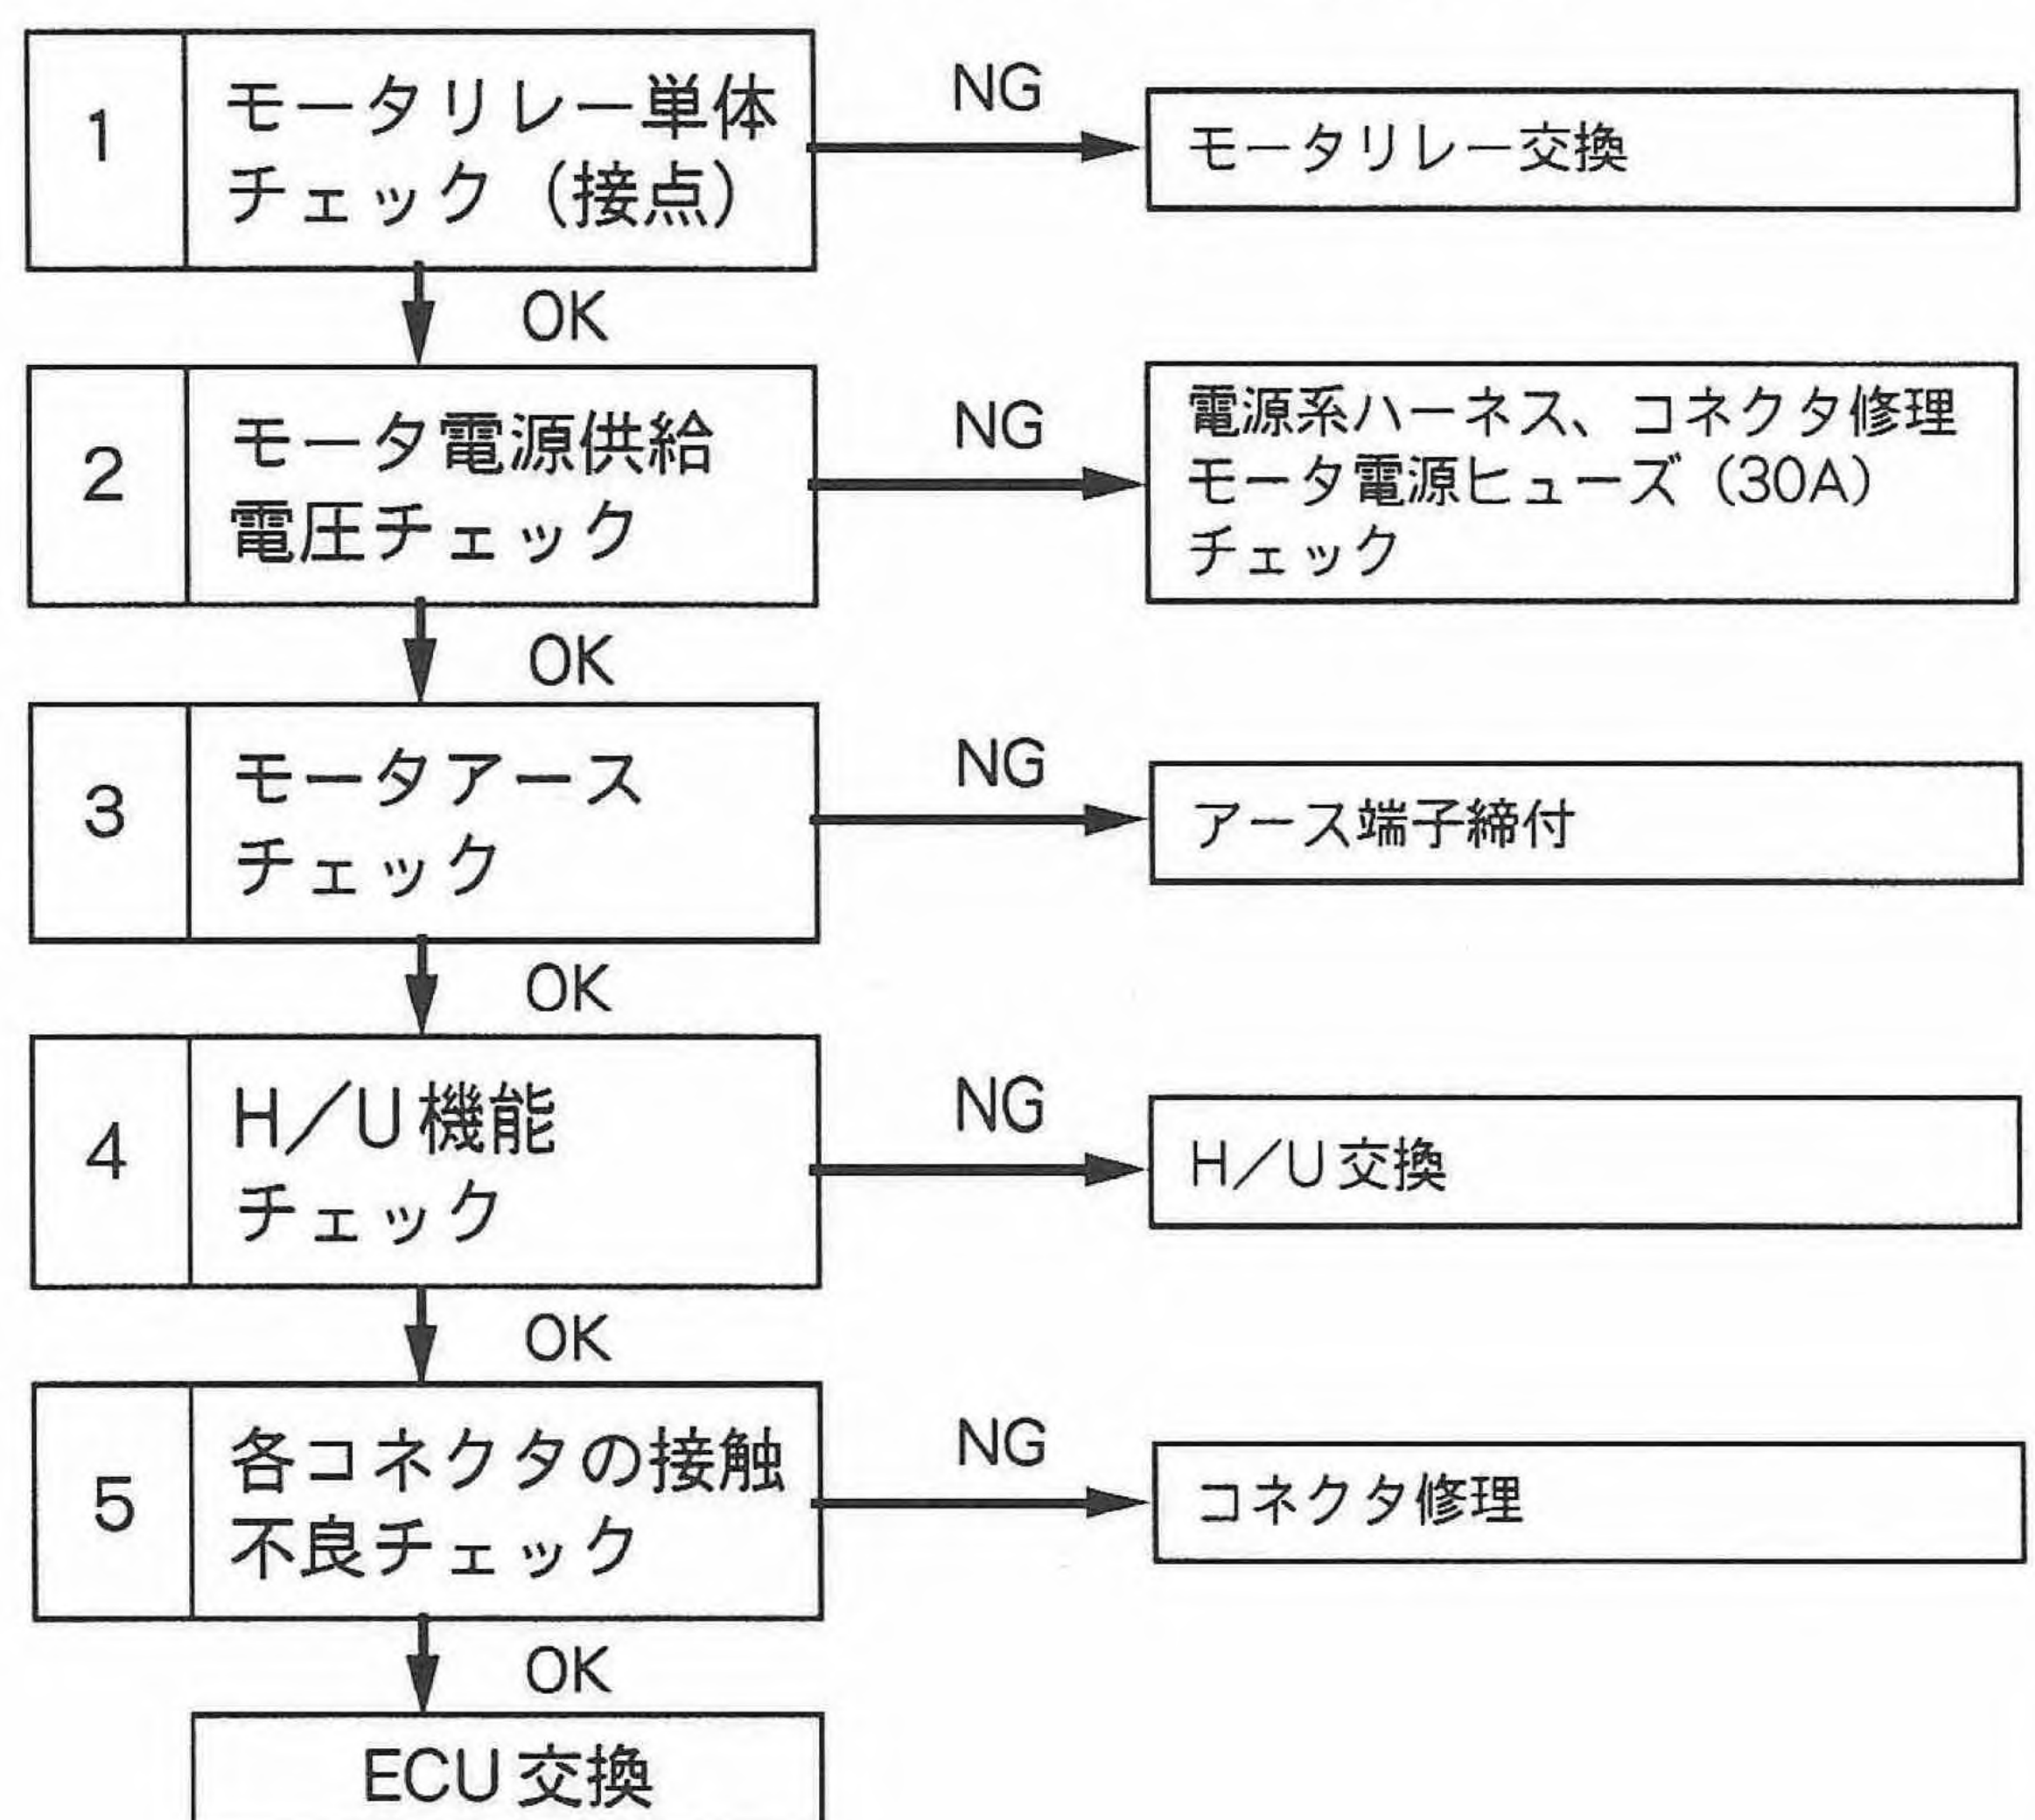 1
モータリレー単体
チェック（接点）
NG
モータリレー交換
OK
2
モータ電源供給
電圧チェック
NG
電源系ハーネス、コネクタ修理
モータ電源ヒューズ（30A）
チェック
OK
3
モータアース
チェック
NG
アース端子締付
OK
4
H／U機能
チェック
NG
H／U交換
OK
5
各コネクタの接触
不良チェック
NG
コネクタ修理
OK
ECU交換